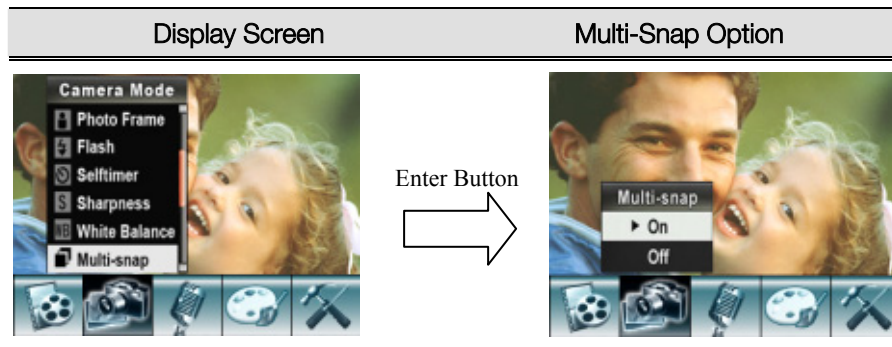 Display Screen
Multi-Snap Option
Camera Mode
Photo Frame
Flash
Selftimer
S Sharpness
WB White Balance
Multi-snap
Enter Button
Multi-snap
On
Off